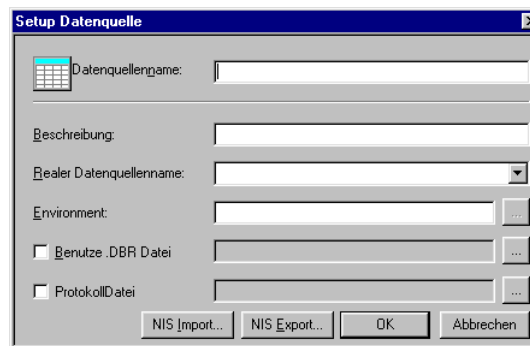 Setup Datenquelle
Datenquellenname:
Beschreibung:
Realer Datenquellenname:
Environment:
...
Benutze .DBR Datei
...
ProtokollDatei
...
NIS Import... NIS Export... OK Abbrechen